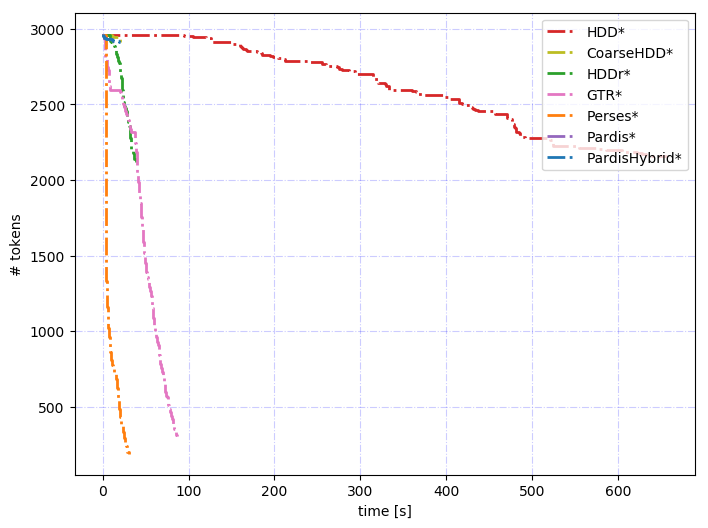 3000
2500
2000
1500
1000
500
# tokens
0
100
200
300
400
500
600
time [s]
HDD*
CoarseHDD*
HDDr*
GTR*
Perses*
Pardis*
PardisHybrid*